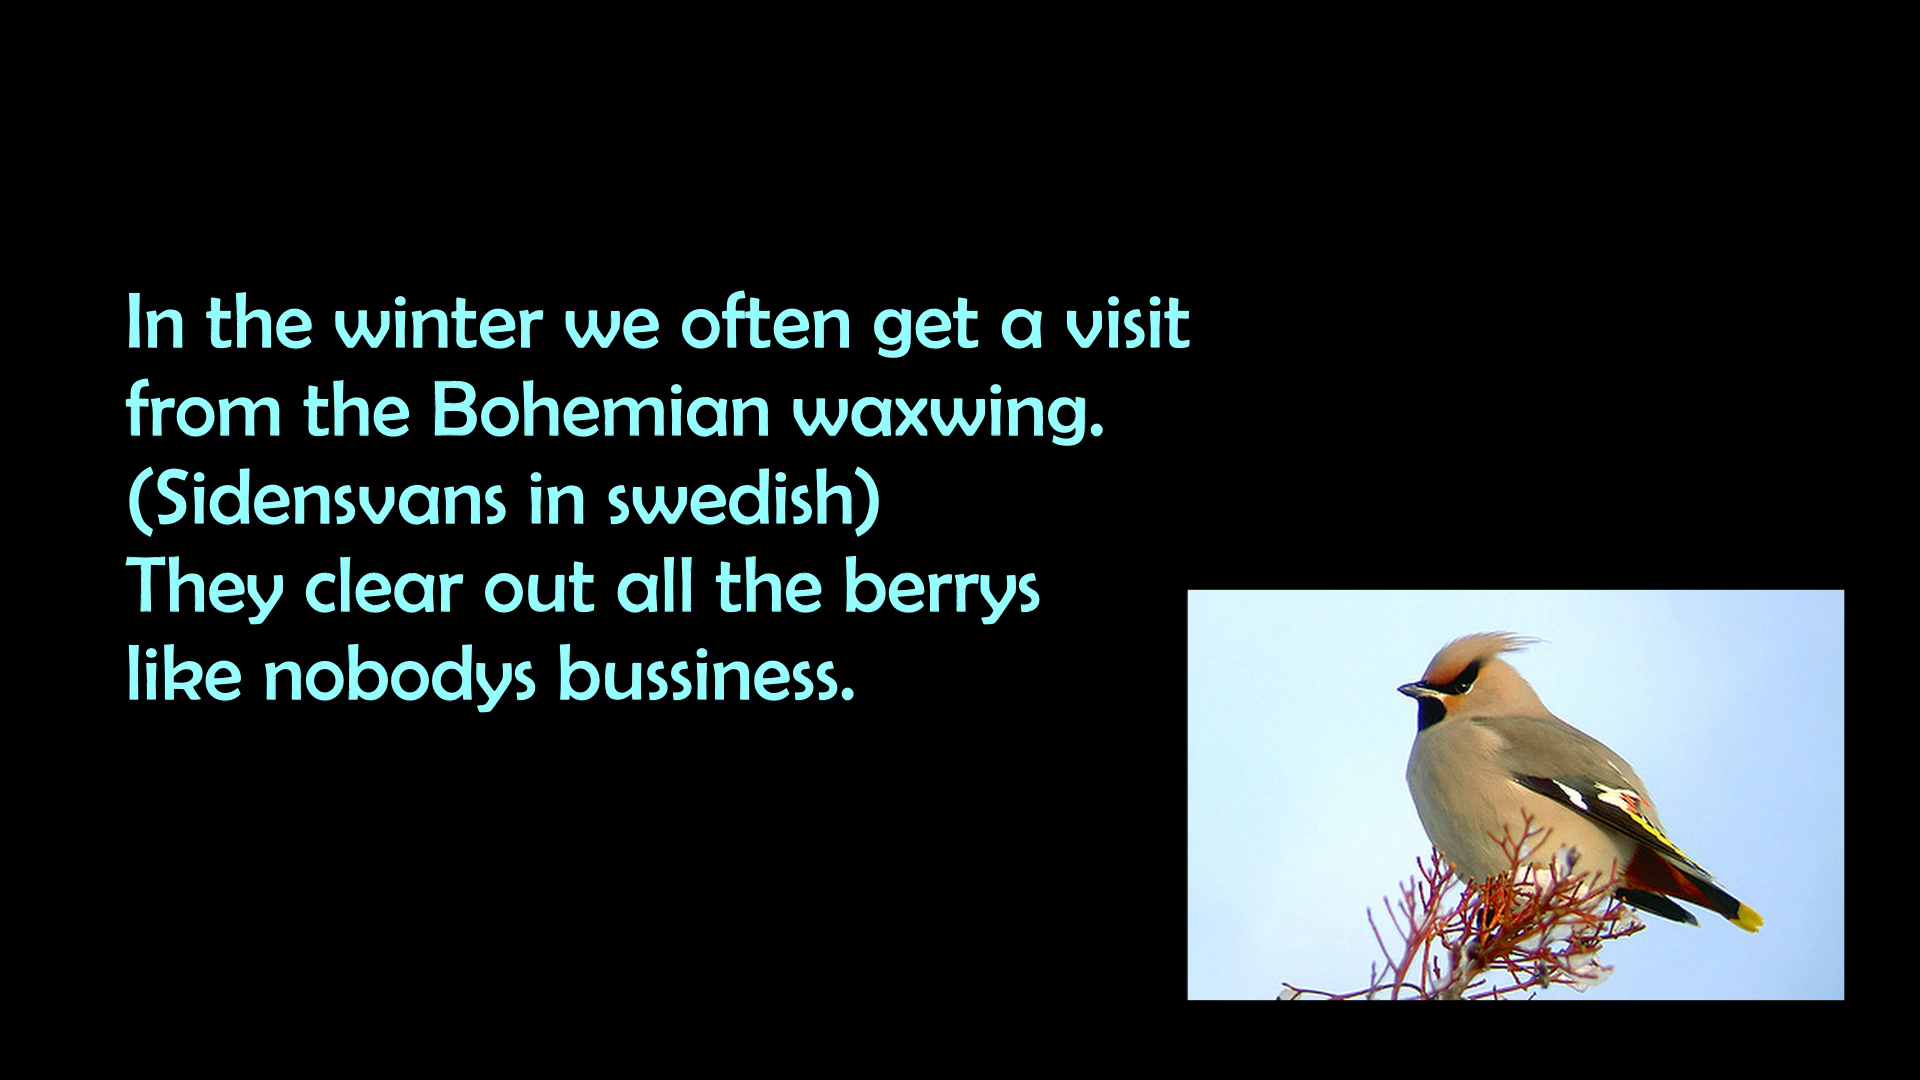 In the winter we often get a visit
from the Bohemian waxwing.
(Sidensvans in swedish)
They clear out all the berrys
like nobodys bussiness.